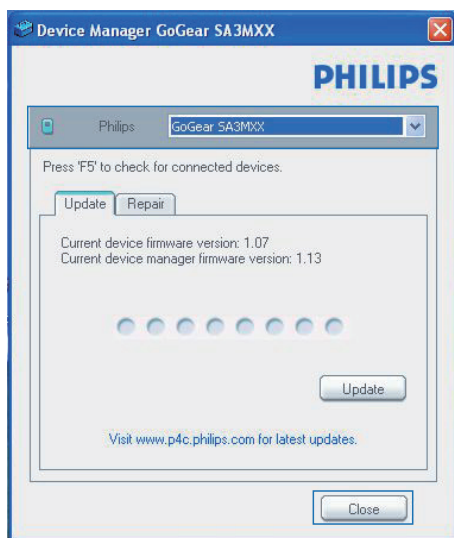 Device Manager GoGear SA3MXX
PHILIPS
Philips GoGear SA3MXX
Press 'F5' to check for connected devices.
Update Repair
Current device firmware version: 1.07
Current device manager firmware version: 1.13
Update
Visit www.p4c.philips.com for latest updates.
Close